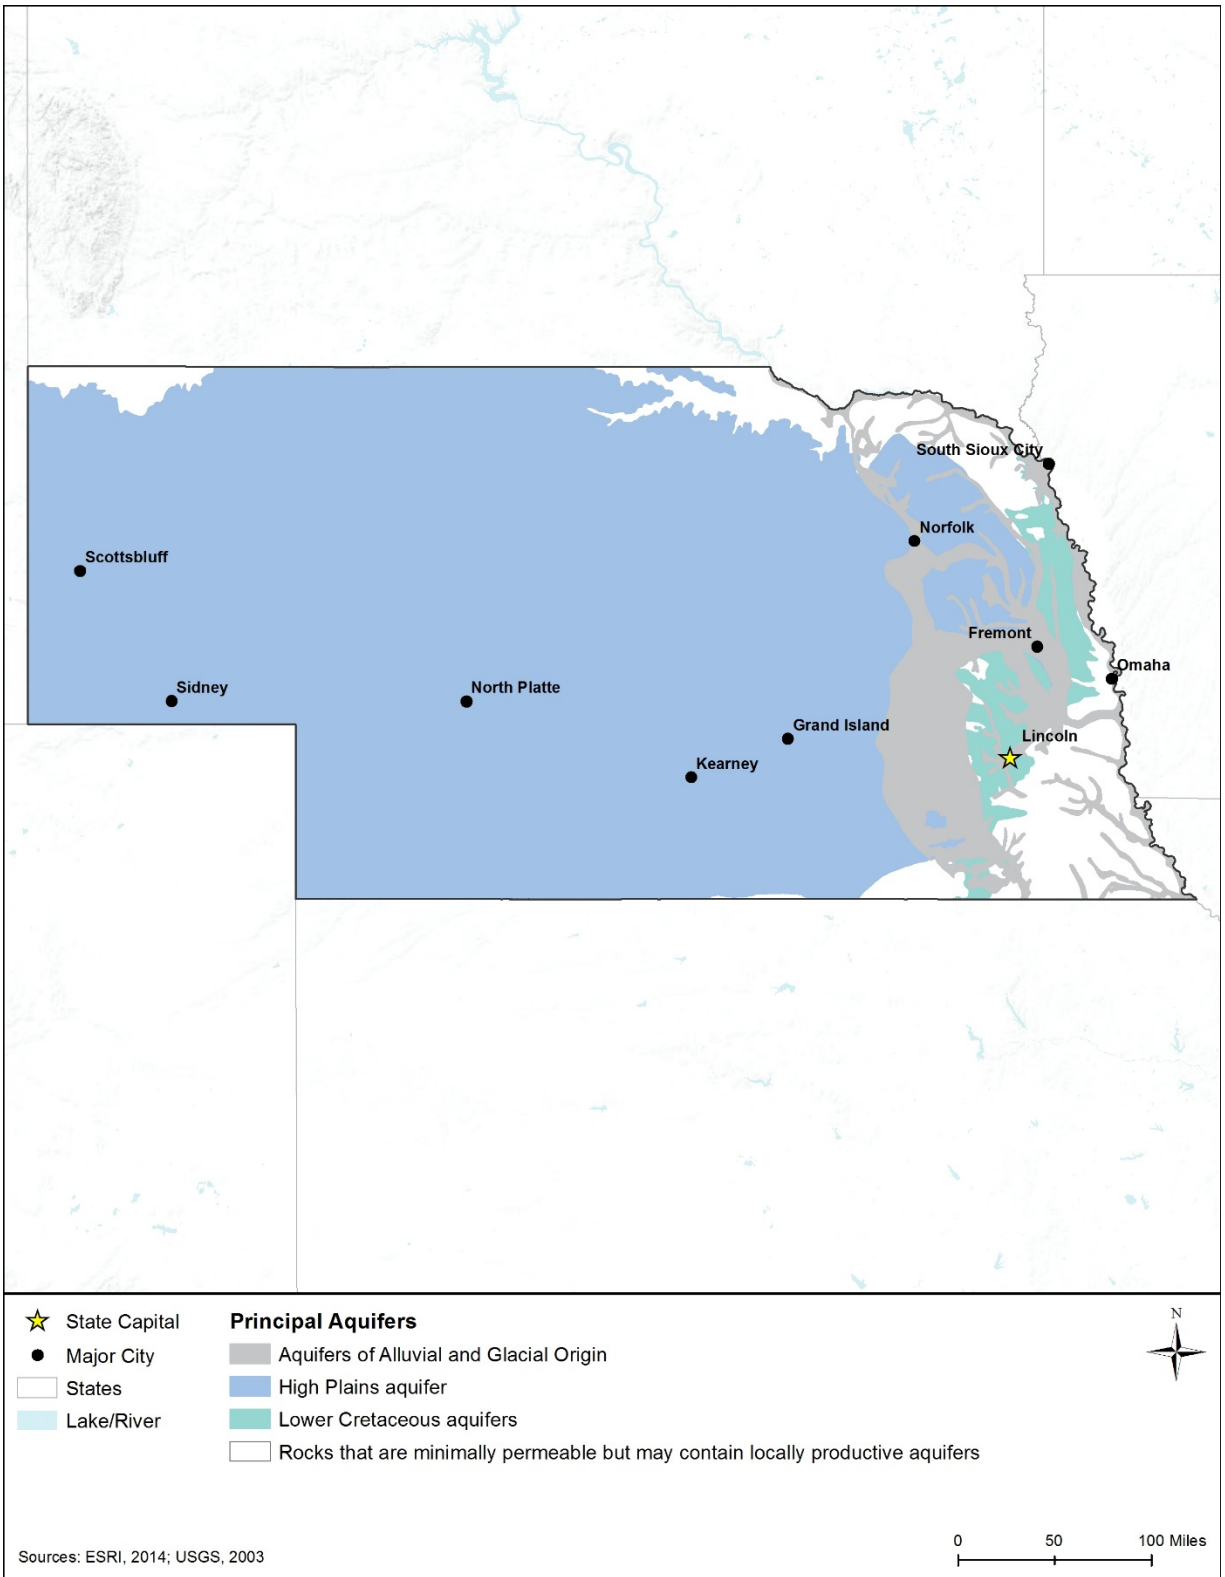 South Sioux City
Norfolk
Scottsbluff
Fremont
Omaha
Sidney
North Platte
Grand Island
Lincoln
Kearney
State Capital
Major City
States
Lake/River
Principal Aquifers
Aquifers of Alluvial and Glacial Origin
High Plains aquifer
Lower Cretaceous aquifers
Rocks that are minimally permeable but may contain locally productive aquifers
N
0 50 100 Miles
Sources: ESRI, 2014; USGS, 2003